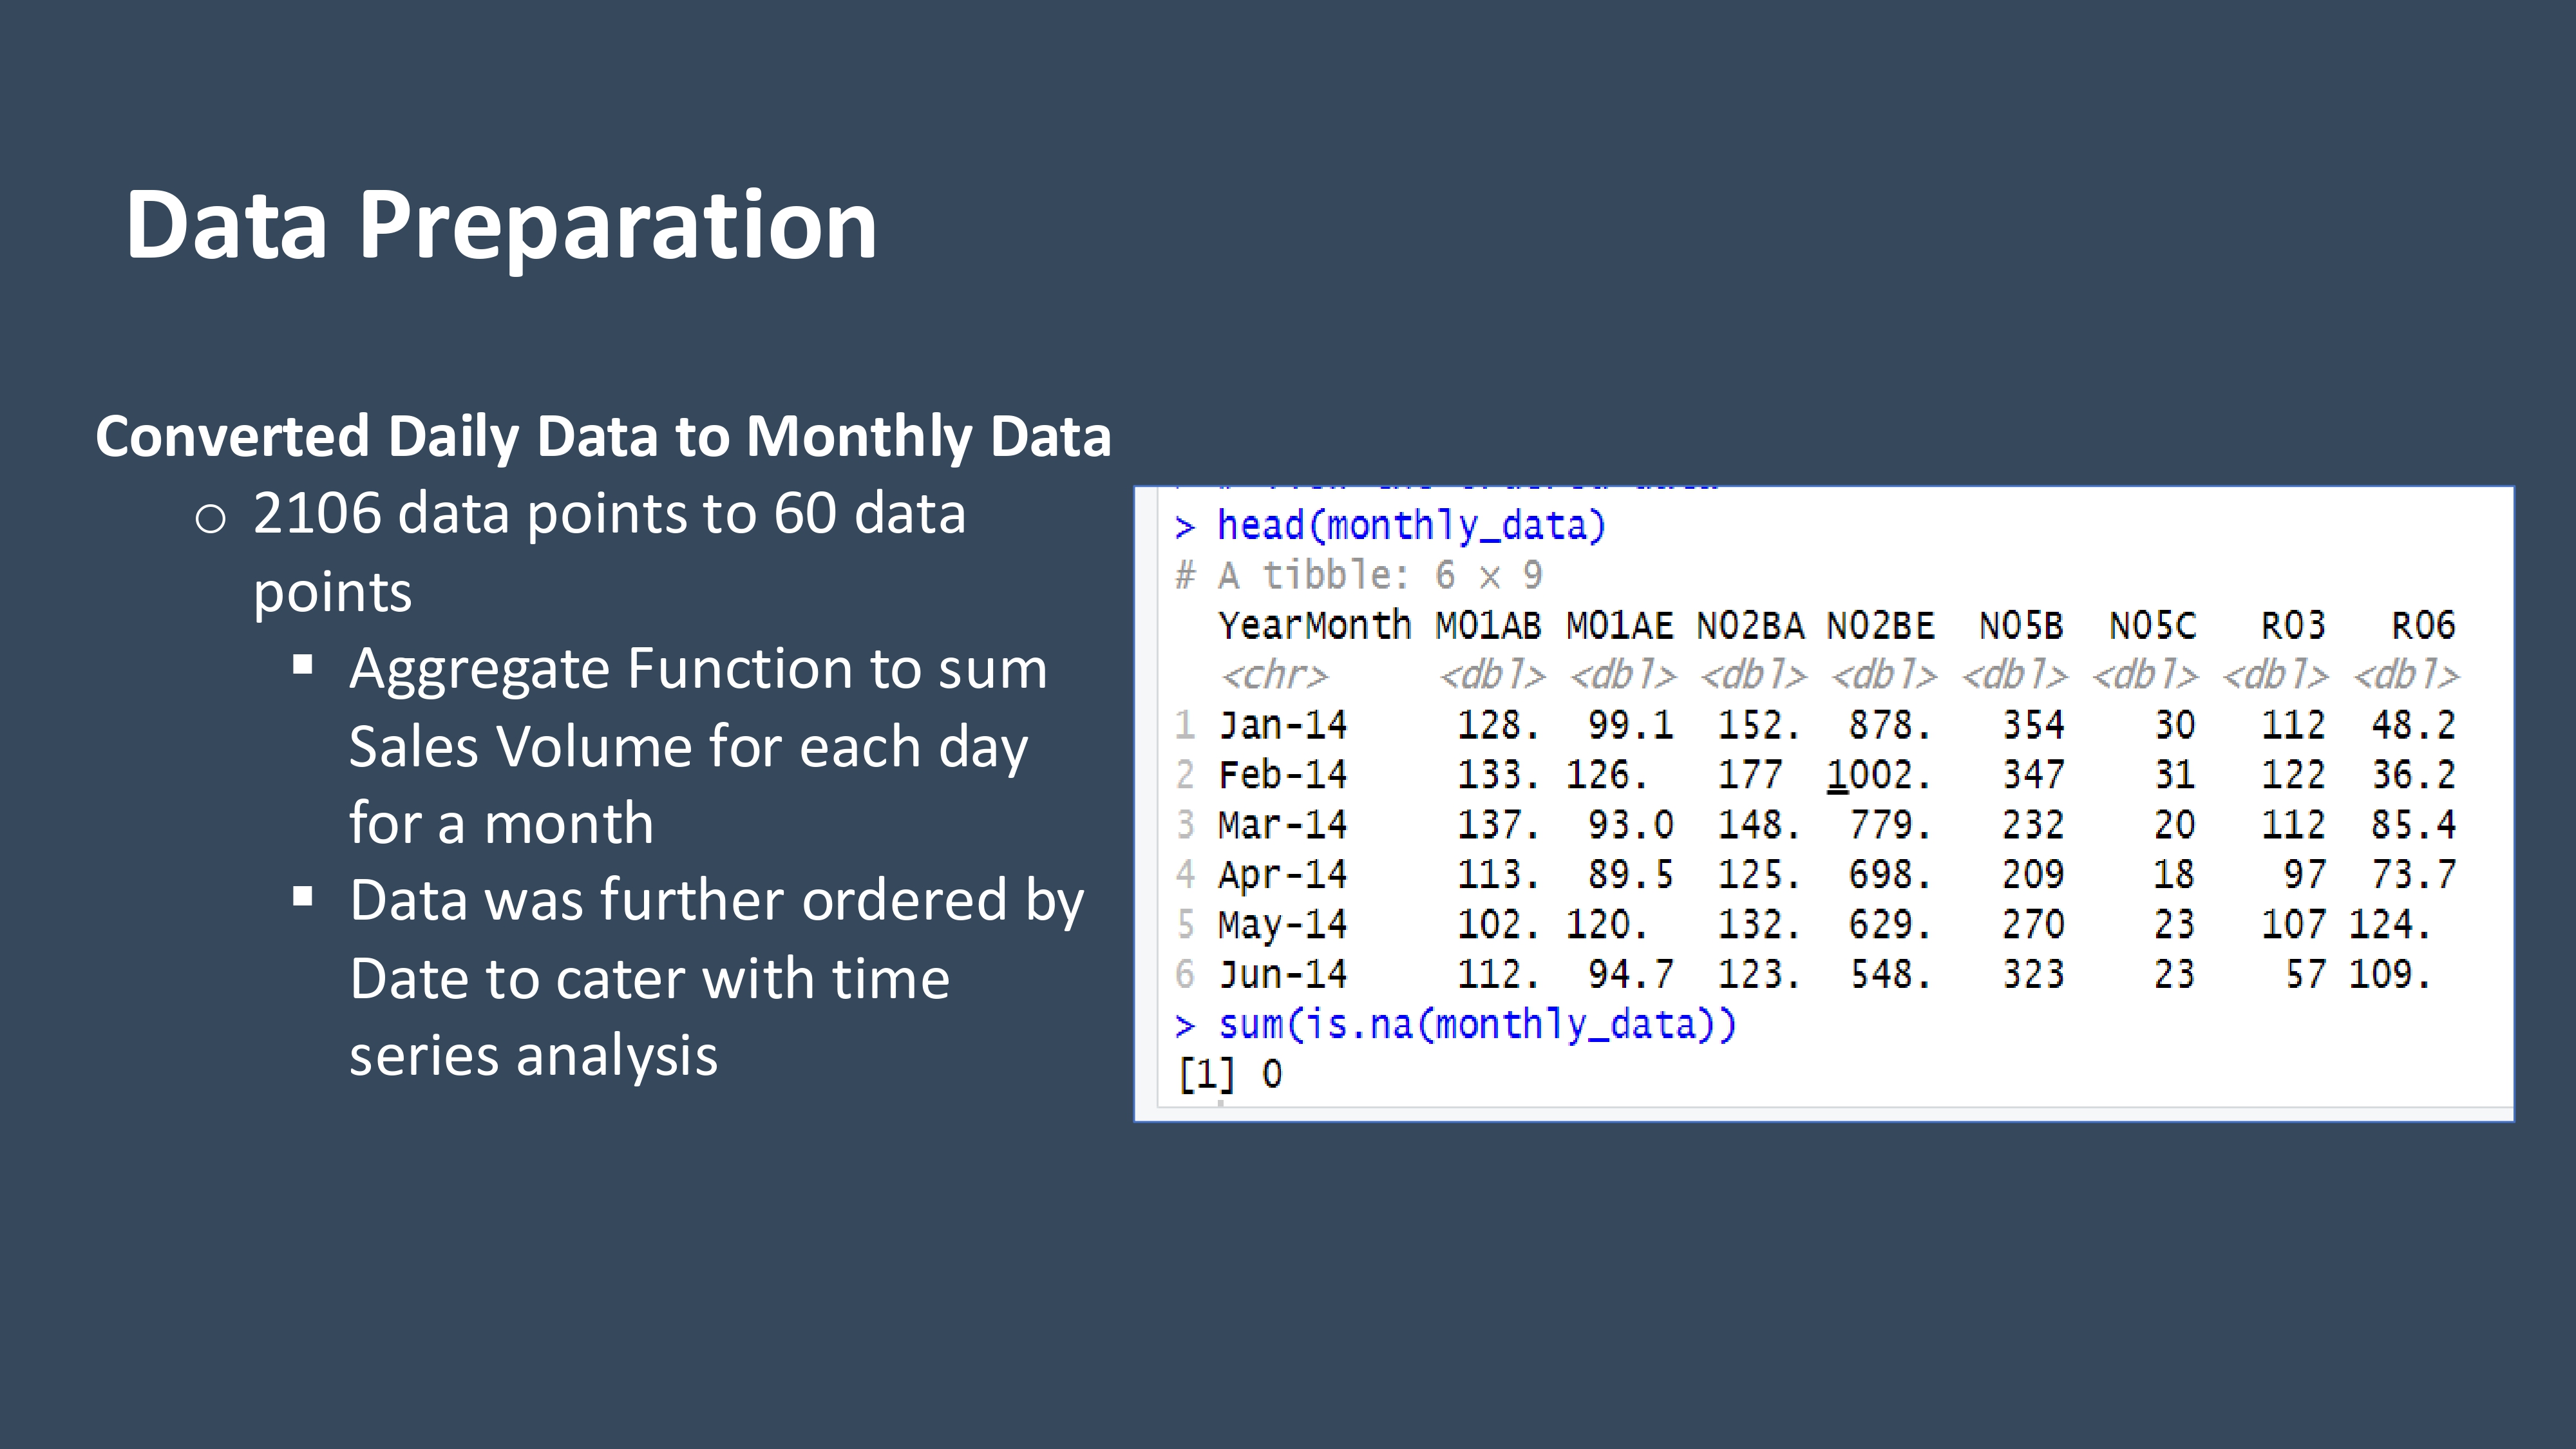 Data Preparation
Converted Daily Data to Monthly Data
○ 2106 data points to 60 data
points
▪ Aggregate Function to sum
Sales Volume for each day
for a month
▪ Data was further ordered by
Date to cater with time
series analysis
> head(monthly_data)
# A tibble: 6 × 9
YearMonth M01AB M01AE N02BA N02BE N05B N05C R03 R06
<chr> <dbl> <dbl> <dbl> <dbl> <dbl> <dbl> <dbl> <dbl>
1 Jan-14 128. 99.1 152. 878. 354 30 112 48.2
2 Feb-14 133. 126. 177 1002. 347 31 122 36.2
3 Mar-14 137. 93.0 148. 779. 232 20 112 85.4
4 Apr-14 113. 89.5 125. 698. 209 18 97 73.7
5 May-14 102. 120. 132. 629. 270 23 107 124.
6 Jun-14 112. 94.7 123. 548. 323 23 57 109.
> sum(is.na(monthly_data))
[1] 0